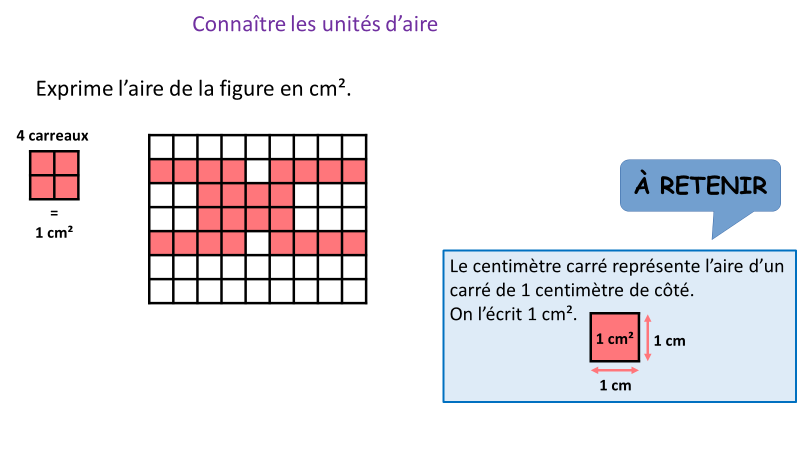 Connaître les unités d’aire
Exprime l’aire de la figure en cm².
4 carreaux
=
1 cm²
À RETENIR
Le centimètre carré représente l’aire d’un
carré de 1 centimètre de côté.
On l’écrit 1 cm².
1 cm²
1 cm
1 cm